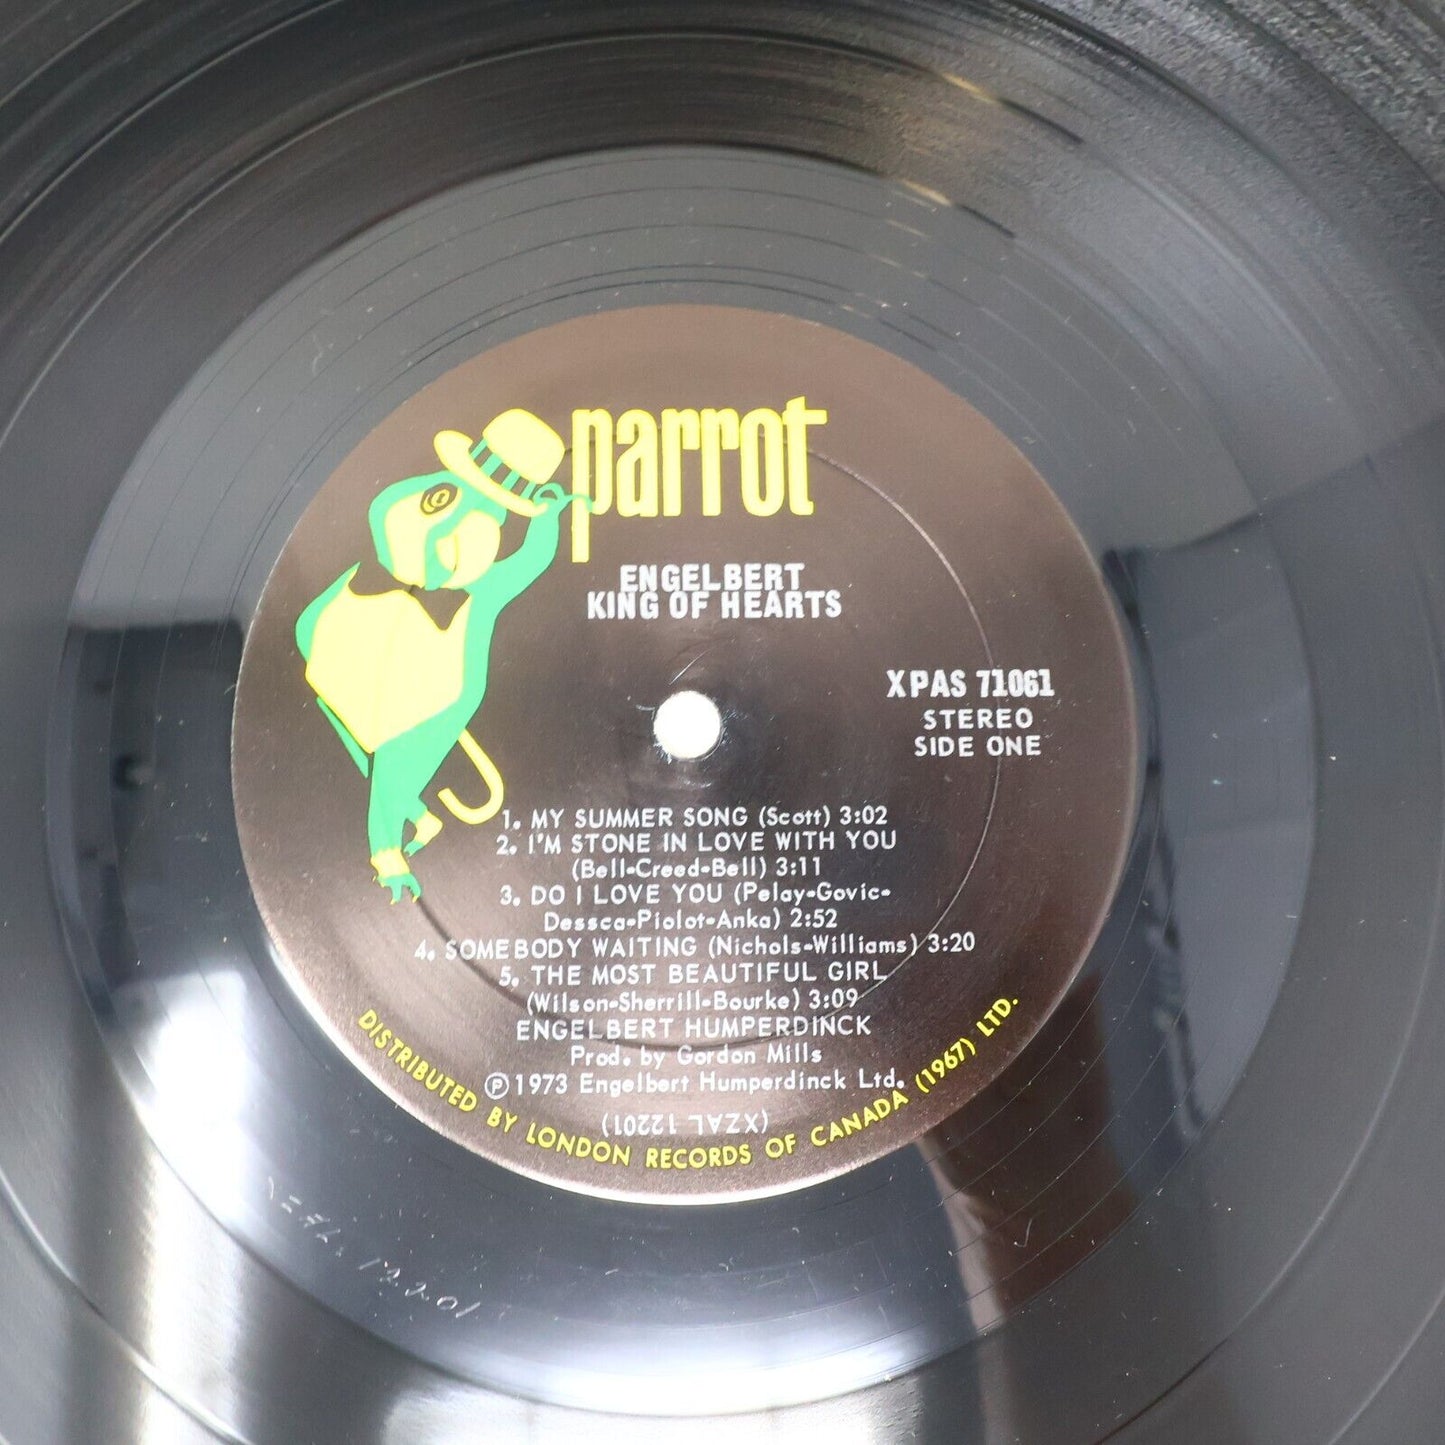 parrot
ENGELBERT
KING OF HEARTS
XPAS 71061
STEREO
SIDE ONE
1. MY SUMMER SONG (Scott) 3:02
2. I'M STONE IN LOVE WITH YOU
(Bell-Creed-Bell) 3:11
3. DO I LOVE YOU (Pelay-Govic-
Dessca-Piolot-Anka) 2:52
4. SOMEBODY WAITING (Nichols-Williams) 3:20
5. THE MOST BEAUTIFUL GIRL
(Wilson-Sherrill-Bourke) 3:09
ENGELBERT HUMPERDINCK
Prod. by Gordon Mills
Ⓟ1973 Engelbert Humperdinck Ltd.
(XZAL 12201)
DISTRIBUTED BY LONDON RECORDS OF CANADA (1967) LTD.
12201